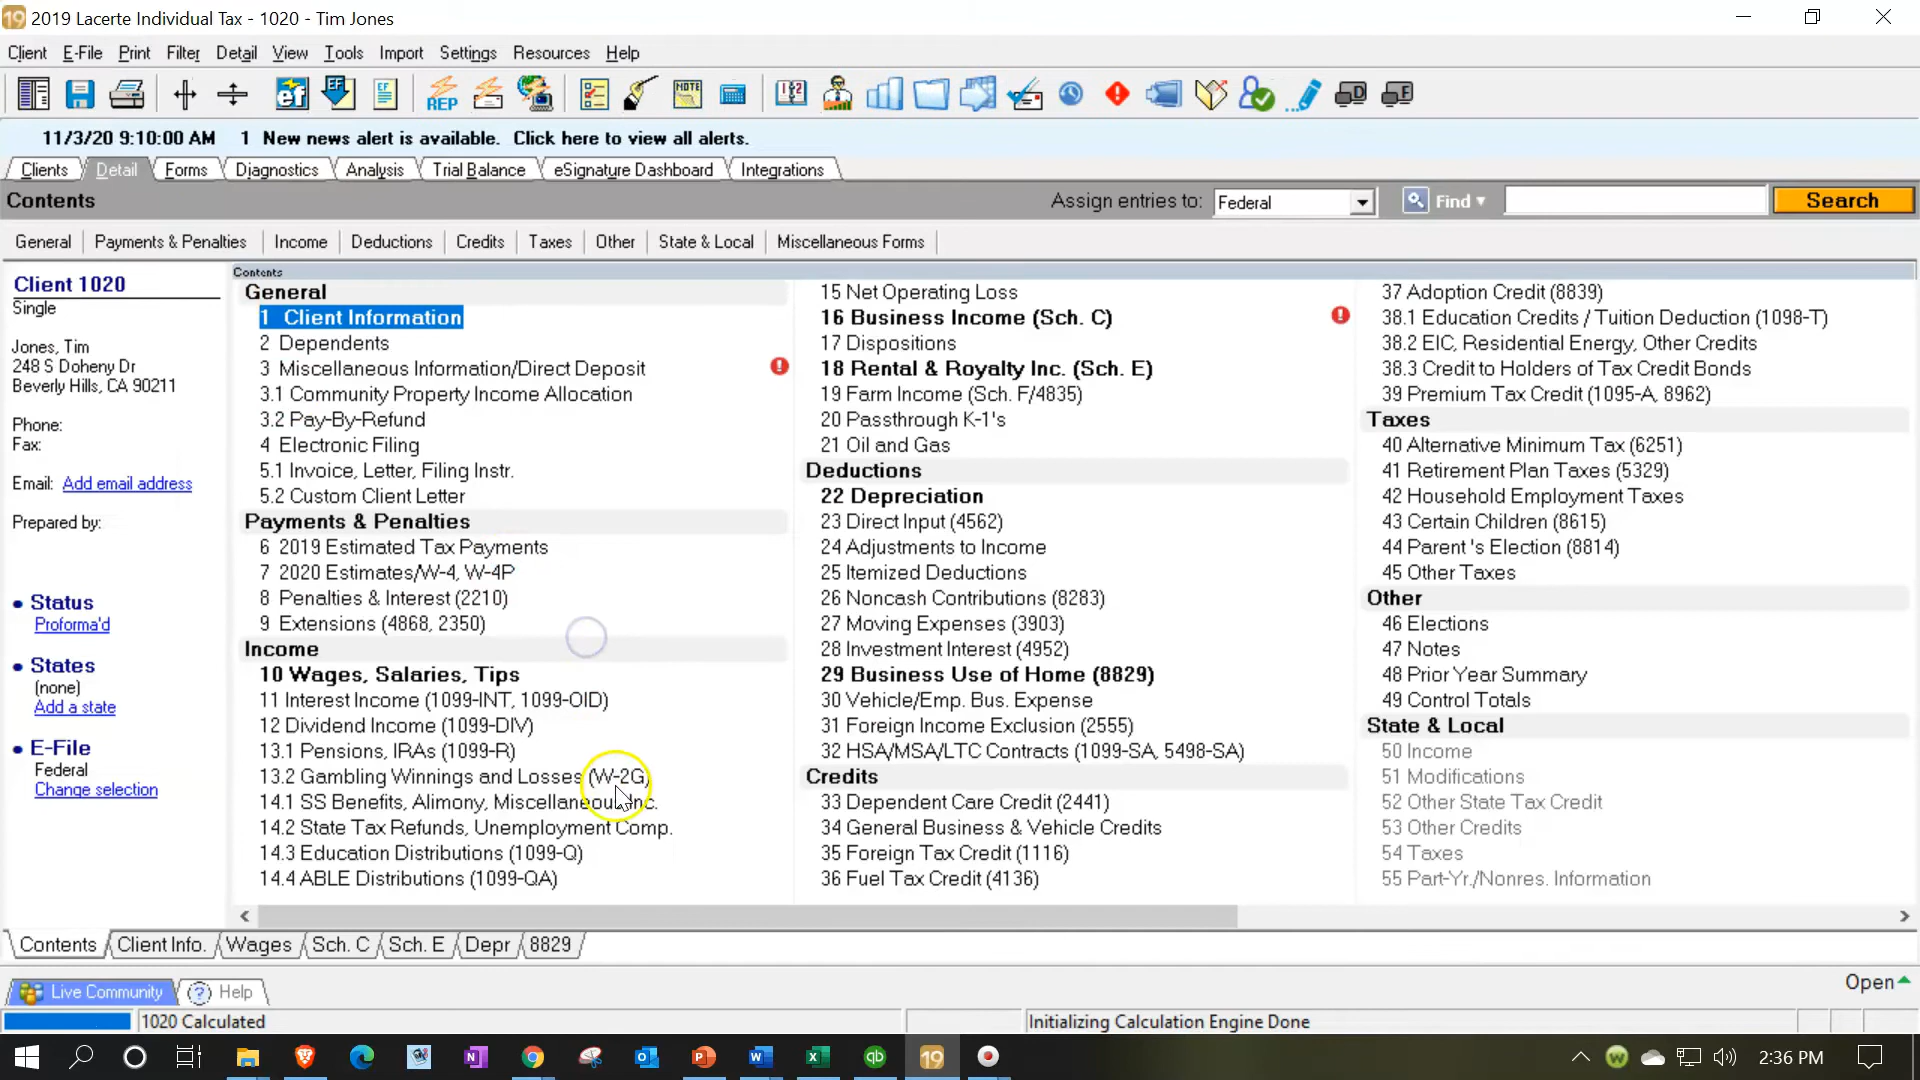 2019 Lacerte Individual Tax - 1020 - Tim Jones
Client E-File Print Filter Detail View Tools Import Settings Resources Help
11/3/20 9:10:00 AM 1 New news alert is available. Click here to view all alerts.
Clients Detail Forms Diagnostics Analysis Trial Balance eSignature Dashboard Integrations
Contents Assign entries to: Federal Find Search
General Payments & Penalties Income Deductions Credits Taxes Other State & Local Miscellaneous Forms
Client 1020
Single
Jones, Tim
248 S Doheny Dr
Beverly Hills, CA 90211
Phone:
Fax:
Email: Add email address
Prepared by:
Status
Proforma'd
States
(none)
Add a state
E-File
Federal
Change selection
Contents
General
1 Client Information
2 Dependents
3 Miscellaneous Information/Direct Deposit
3.1 Community Property Income Allocation
3.2 Pay-By-Refund
4 Electronic Filing
5.1 Invoice, Letter, Filing Instr.
5.2 Custom Client Letter
Payments & Penalties
6 2019 Estimated Tax Payments
7 2020 Estimates/W-4, W-4P
8 Penalties & Interest (2210)
9 Extensions (4868, 2350)
Income
10 Wages, Salaries, Tips
11 Interest Income (1099-INT, 1099-OID)
12 Dividend Income (1099-DIV)
13.1 Pensions, IRAs (1099-R)
13.2 Gambling Winnings and Losses (W-2G)
14.1 SS Benefits, Alimony, Miscellaneous Inc.
14.2 State Tax Refunds, Unemployment Comp.
14.3 Education Distributions (1099-Q)
14.4 ABLE Distributions (1099-QA)
15 Net Operating Loss
16 Business Income (Sch. C)
17 Dispositions
18 Rental & Royalty Inc. (Sch. E)
19 Farm Income (Sch. F/4835)
20 Passthrough K-1's
21 Oil and Gas
Deductions
22 Depreciation
23 Direct Input (4562)
24 Adjustments to Income
25 Itemized Deductions
26 Noncash Contributions (8283)
27 Moving Expenses (3903)
28 Investment Interest (4952)
29 Business Use of Home (8829)
30 Vehicle/Emp. Bus. Expense
31 Foreign Income Exclusion (2555)
32 HSA/MSA/LTC Contracts (1099-SA, 5498-SA)
Credits
33 Dependent Care Credit (2441)
34 General Business & Vehicle Credits
35 Foreign Tax Credit (1116)
36 Fuel Tax Credit (4136)
37 Adoption Credit (8839)
38.1 Education Credits / Tuition Deduction (1098-T)
38.2 EIC, Residential Energy, Other Credits
38.3 Credit to Holders of Tax Credit Bonds
39 Premium Tax Credit (1095-A, 8962)
Taxes
40 Alternative Minimum Tax (6251)
41 Retirement Plan Taxes (5329)
42 Household Employment Taxes
43 Certain Children (8615)
44 Parent's Election (8814)
45 Other Taxes
Other
46 Elections
47 Notes
48 Prior Year Summary
49 Control Totals
State & Local
50 Income
51 Modifications
52 Other State Tax Credit
53 Other Credits
54 Taxes
55 Part-Yr./Nonres. Information
Contents Client Info. Wages Sch. C Sch. E Depr 8829
Live Community Help Open
1020 Calculated Initializing Calculation Engine Done
2:36 PM